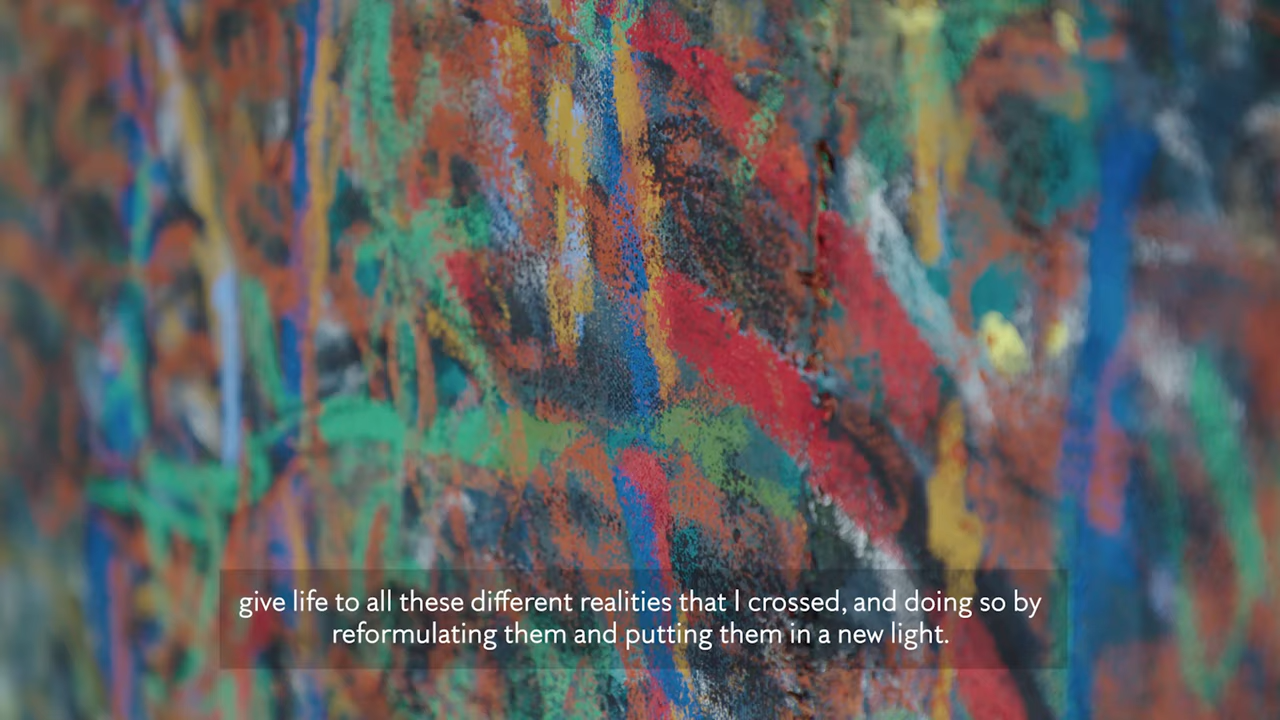 give life to all these different realities that I crossed, and doing so by
reformulating them and putting them in a new light.